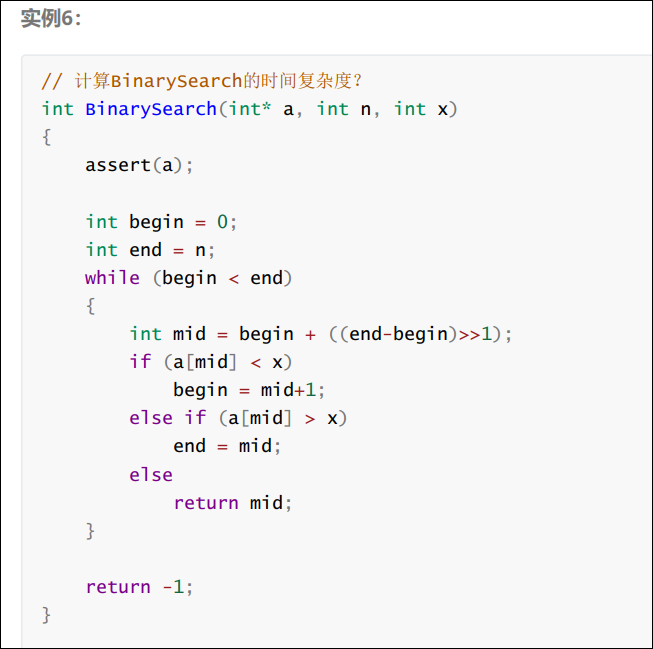 实例6：
// 计算BinarySearch的时间复杂度？
int BinarySearch(int* a, int n, int x)
{
    assert(a);
    int begin = 0;
    int end = n;
    while (begin < end)
    {
        int mid = begin + ((end-begin)>>1);
        if (a[mid] < x)
            begin = mid+1;
        else if (a[mid] > x)
            end = mid;
        else
            return mid;
    }
    return -1;
}